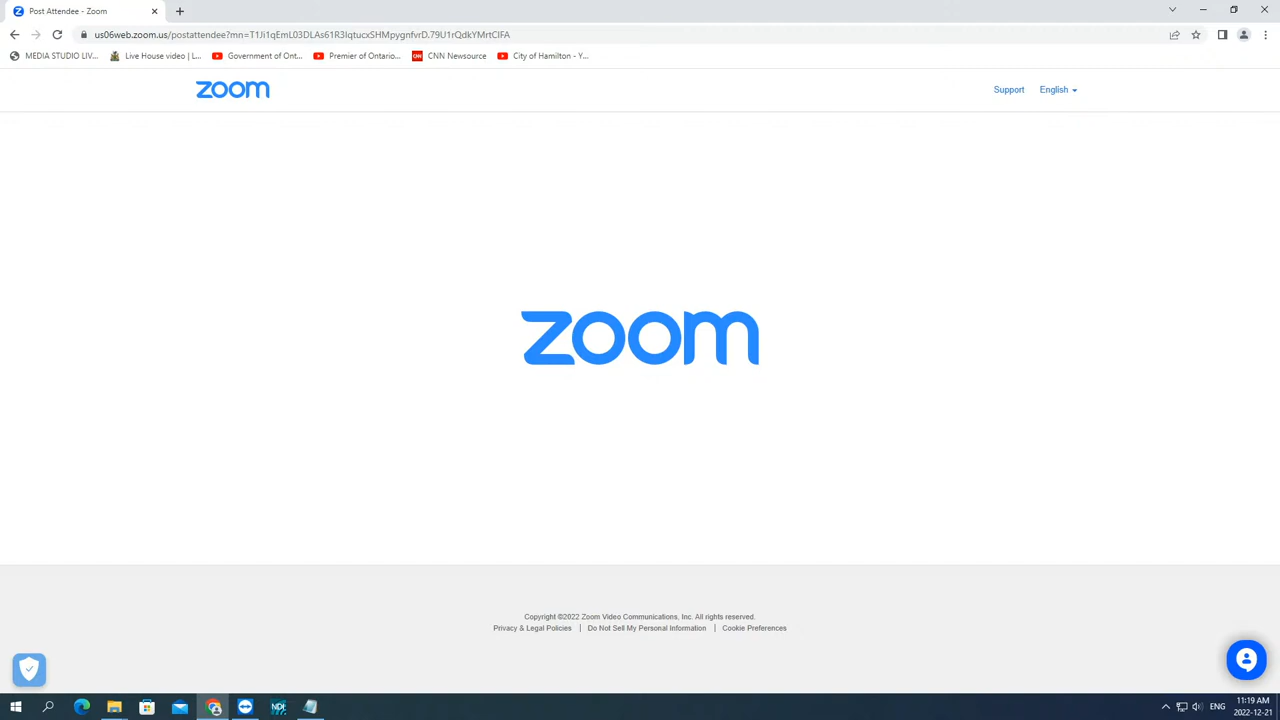 Post Attendee - Zoom
us06web.zoom.us/postattendee?mn=T1Ji1qEmL03DLAs61R3IqtucxSHMpygnfvrD.79U1rQdkYMrtCIFA
MEDIA STUDIO LIV... Live House video | L... Government of Ont... Premier of Ontario... CNN Newsource City of Hamilton - Y...
zoom Support English
zoom
Copyright ©2022 Zoom Video Communications, Inc. All rights reserved.
Privacy & Legal Policies | Do Not Sell My Personal Information | Cookie Preferences
ENG 11:19 AM
2022-12-21